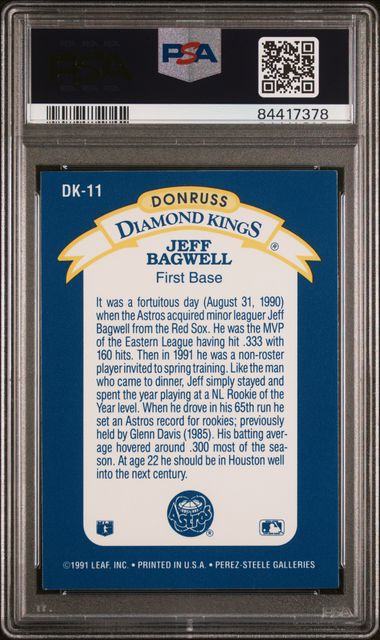 PSA
PSA
84417378
DK-11
DONRUSS
DIAMOND KINGS
JEFF
BAGWELL ®
First Base
It was a fortuitous day (August 31, 1990)
when the Astros acquired minor leaguer Jeff
Bagwell from the Red Sox. He was the MVP
of the Eastern League having hit .333 with
160 hits. Then in 1991 he was a non-roster
player invited to spring training. Like the man
who came to dinner, Jeff simply stayed and
spent the year playing at a NL Rookie of the
Year level. When he drove in his 65th run he
set an Astros record for rookies; previously
held by Glenn Davis (1985). His batting aver-
age hovered around .300 most of the sea-
son. At age 22 he should be in Houston well
into the next century.
ASTROS ®
©1991 LEAF, INC. • PRINTED IN U.S.A. • PEREZ-STEELE GALLERIES